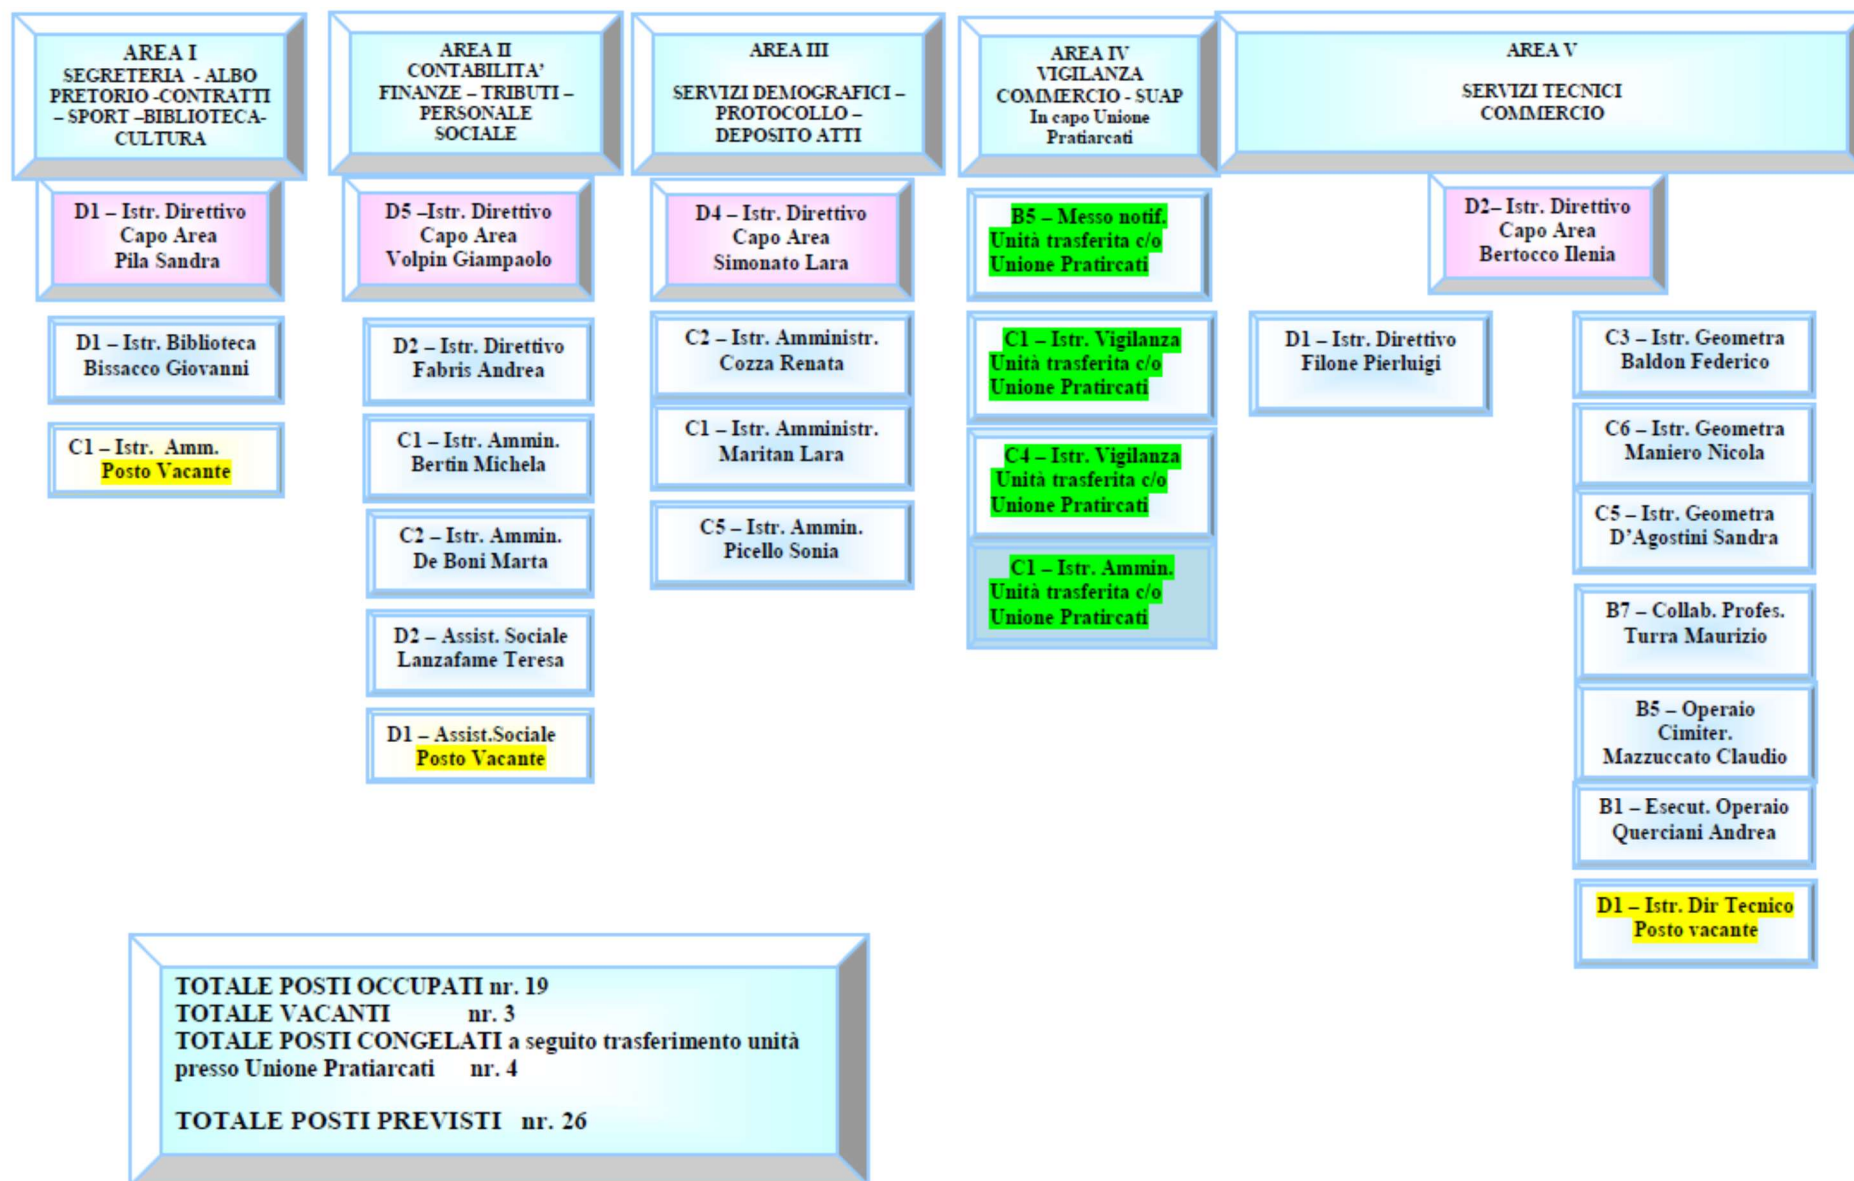 AREA I
SEGRETERIA - ALBO
PRETORIO -CONTRATTI
– SPORT –BIBLIOTECA-
CULTURA
D1 – Istr. Direttivo
Capo Area
Pila Sandra
D1 – Istr. Biblioteca
Bissacco Giovanni
C1 – Istr. Amm.
Posto Vacante
AREA II
CONTABILITA’
FINANZE – TRIBUTI –
PERSONALE
SOCIALE
D5 –Istr. Direttivo
Capo Area
Volpin Giampaolo
D2 – Istr. Direttivo
Fabris Andrea
C1 – Istr. Ammin.
Bertin Michela
C2 – Istr. Ammin.
De Boni Marta
D2 – Assist. Sociale
Lanzafame Teresa
D1 – Assist.Sociale
Posto Vacante
AREA III
SERVIZI DEMOGRAFICI –
PROTOCOLLO –
DEPOSITO ATTI
D4 – Istr. Direttivo
Capo Area
Simonato Lara
C2 – Istr. Amministr.
Cozza Renata
C1 – Istr. Amministr.
Maritan Lara
C5 – Istr. Ammin.
Picello Sonia
AREA IV
VIGILANZA
COMMERCIO - SUAP
In capo Unione
Pratiarcati
B5 – Messo notif.
Unità trasferita c/o
Unione Pratircati
C1 – Istr. Vigilanza
Unità trasferita c/o
Unione Pratircati
C4 – Istr. Vigilanza
Unità trasferita c/o
Unione Pratircati
C1 – Istr. Ammin.
Unità trasferita c/o
Unione Pratircati
AREA V
SERVIZI TECNICI
COMMERCIO
D2– Istr. Direttivo
Capo Area
Bertocco Ilenia
D1 – Istr. Direttivo
Filone Pierluigi
C3 – Istr. Geometra
Baldon Federico
C6 – Istr. Geometra
Maniero Nicola
C5 – Istr. Geometra
D’Agostini Sandra
B7 – Collab. Profes.
Turra Maurizio
B5 – Operaio
Cimiter.
Mazzuccato Claudio
B1 – Esecut. Operaio
Querciani Andrea
D1 – Istr. Dir Tecnico
Posto vacante
TOTALE POSTI OCCUPATI nr. 19
TOTALE VACANTI nr. 3
TOTALE POSTI CONGELATI a seguito trasferimento unità
presso Unione Pratiarcati nr. 4
TOTALE POSTI PREVISTI nr. 26